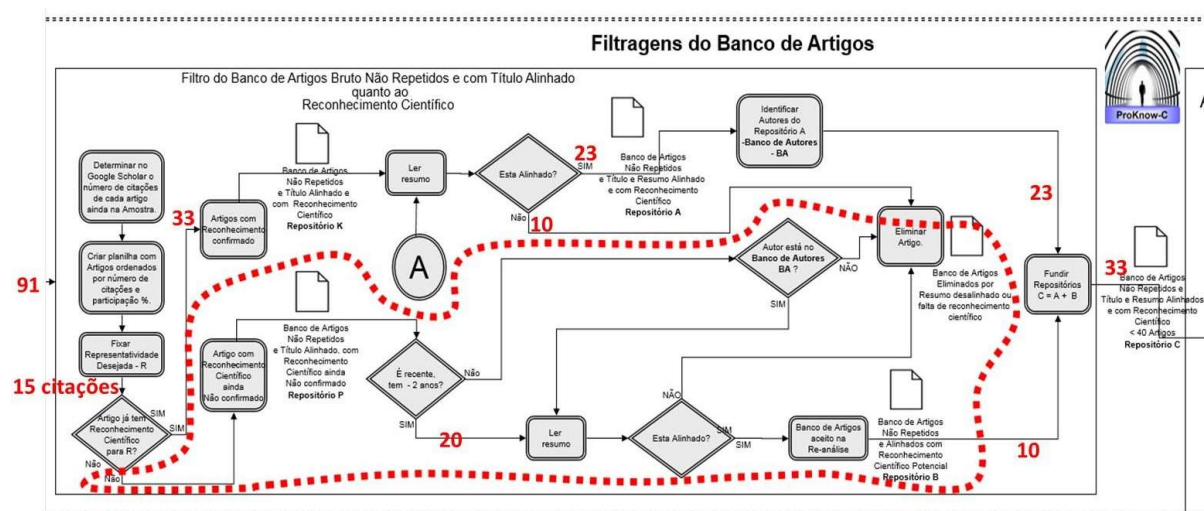 Filtragens do Banco de Artigos
ProKnow-C
Filtro do Banco de Artigos Bruto Não Repetidos e com Título Alinhado
quanto ao
Reconhecimento Científico
91
Determinar no
Google Scholar o
número de citações
de cada artigo
ainda na Amostra.
Criar planilha com
Artigos ordenados
por número de
citações e
participação %.
Fixar
Representatividade
Desejada - R
15 citações
Artigo já tem
Reconhecimento
Científico
para R?
SIM
SIM
Não
Não
33
Artigos com
Reconhecimento
confirmado
Banco de Artigos
Não Repetidos
e Título Alinhado e
com Reconhecimento
Científico
Repositório K
Ler
resumo
A
Esta Alinhado?
23
SIM
Não
10
Banco de Artigos
Não Repetidos
e Título e Resumo Alinhado
e com Reconhecimento
Científico
Repositório A
Identificar
Autores do
Repositório A
-Banco de Autores
- BA
23
Artigo com
Reconhecimento
Científico
ainda
Não confirmado
Banco de Artigos
Não Repetidos
e Título Alinhado, com
Reconhecimento
Científico ainda
Não confirmado
Repositório P
É recente,
tem - 2 anos?
Não
SIM
20
Autor está no
Banco de Autores
BA ?
NÃO
SIM
Eliminar
Artigo.
Banco de Artigos
Eliminados por
Resumo desalinhado ou
falta de reconhecimento
científico
Ler
resumo
Esta Alinhado?
NÃO
SIM
SIM
Banco de Artigos
aceito na
Re-análise
Banco de Artigos
Não Repetidos
e Alinhados com
Reconhecimento
Científico Potencial
Repositório B
10
Fundir
Repositórios
C = A + B
33
Banco de Artigos
Não Repetidos e
Título e Resumo Alinhados
e com Reconhecimento
Científico
< 40 Artigos
Repositório C
A